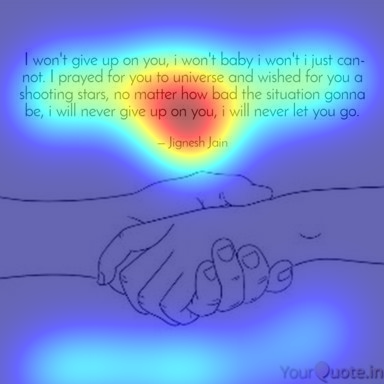 I won't give up on you, i won't baby i won't i just can-
not. I prayed for you to universe and wished for you a
shooting stars, no matter how bad the situation gonna
be, i will never give up on you, i will never let you go.
— Jignesh Jain
YourQuote.in